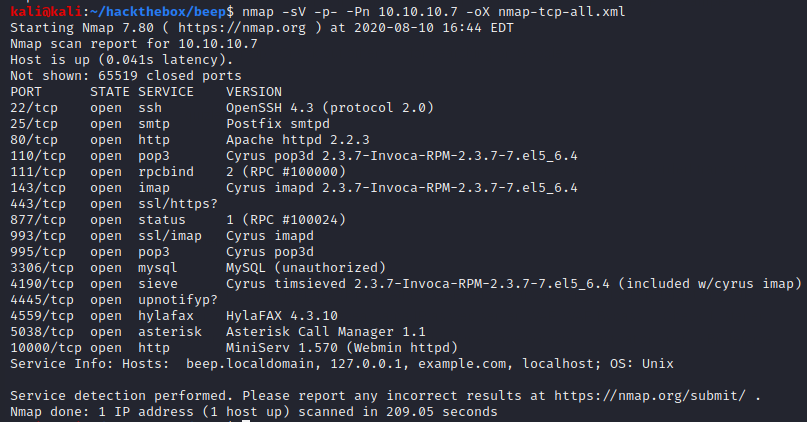 kali@kali:~/hackthebox/beep$ nmap -sV -p- -Pn 10.10.10.7 -oX nmap-tcp-all.xml
Starting Nmap 7.80 ( https://nmap.org ) at 2020-08-10 16:44 EDT
Nmap scan report for 10.10.10.7
Host is up (0.041s latency).
Not shown: 65519 closed ports
PORT      STATE SERVICE    VERSION
22/tcp    open  ssh        OpenSSH 4.3 (protocol 2.0)
25/tcp    open  smtp       Postfix smtpd
80/tcp    open  http       Apache httpd 2.2.3
110/tcp   open  pop3       Cyrus pop3d 2.3.7-Invoca-RPM-2.3.7-7.el5_6.4
111/tcp   open  rpcbind    2 (RPC #100000)
143/tcp   open  imap       Cyrus imapd 2.3.7-Invoca-RPM-2.3.7-7.el5_6.4
443/tcp   open  ssl/https?
877/tcp   open  status     1 (RPC #100024)
993/tcp   open  ssl/imap   Cyrus imapd
995/tcp   open  pop3       Cyrus pop3d
3306/tcp  open  mysql      MySQL (unauthorized)
4190/tcp  open  sieve      Cyrus timsieved 2.3.7-Invoca-RPM-2.3.7-7.el5_6.4 (included w/cyrus imap)
4445/tcp  open  upnotifyp?
4559/tcp  open  hylafax    HylaFAX 4.3.10
5038/tcp  open  asterisk   Asterisk Call Manager 1.1
10000/tcp open  http       MiniServ 1.570 (Webmin httpd)
Service Info: Hosts:  beep.localdomain, 127.0.0.1, example.com, localhost; OS: Unix
Service detection performed. Please report any incorrect results at https://nmap.org/submit/ .
Nmap done: 1 IP address (1 host up) scanned in 209.05 seconds